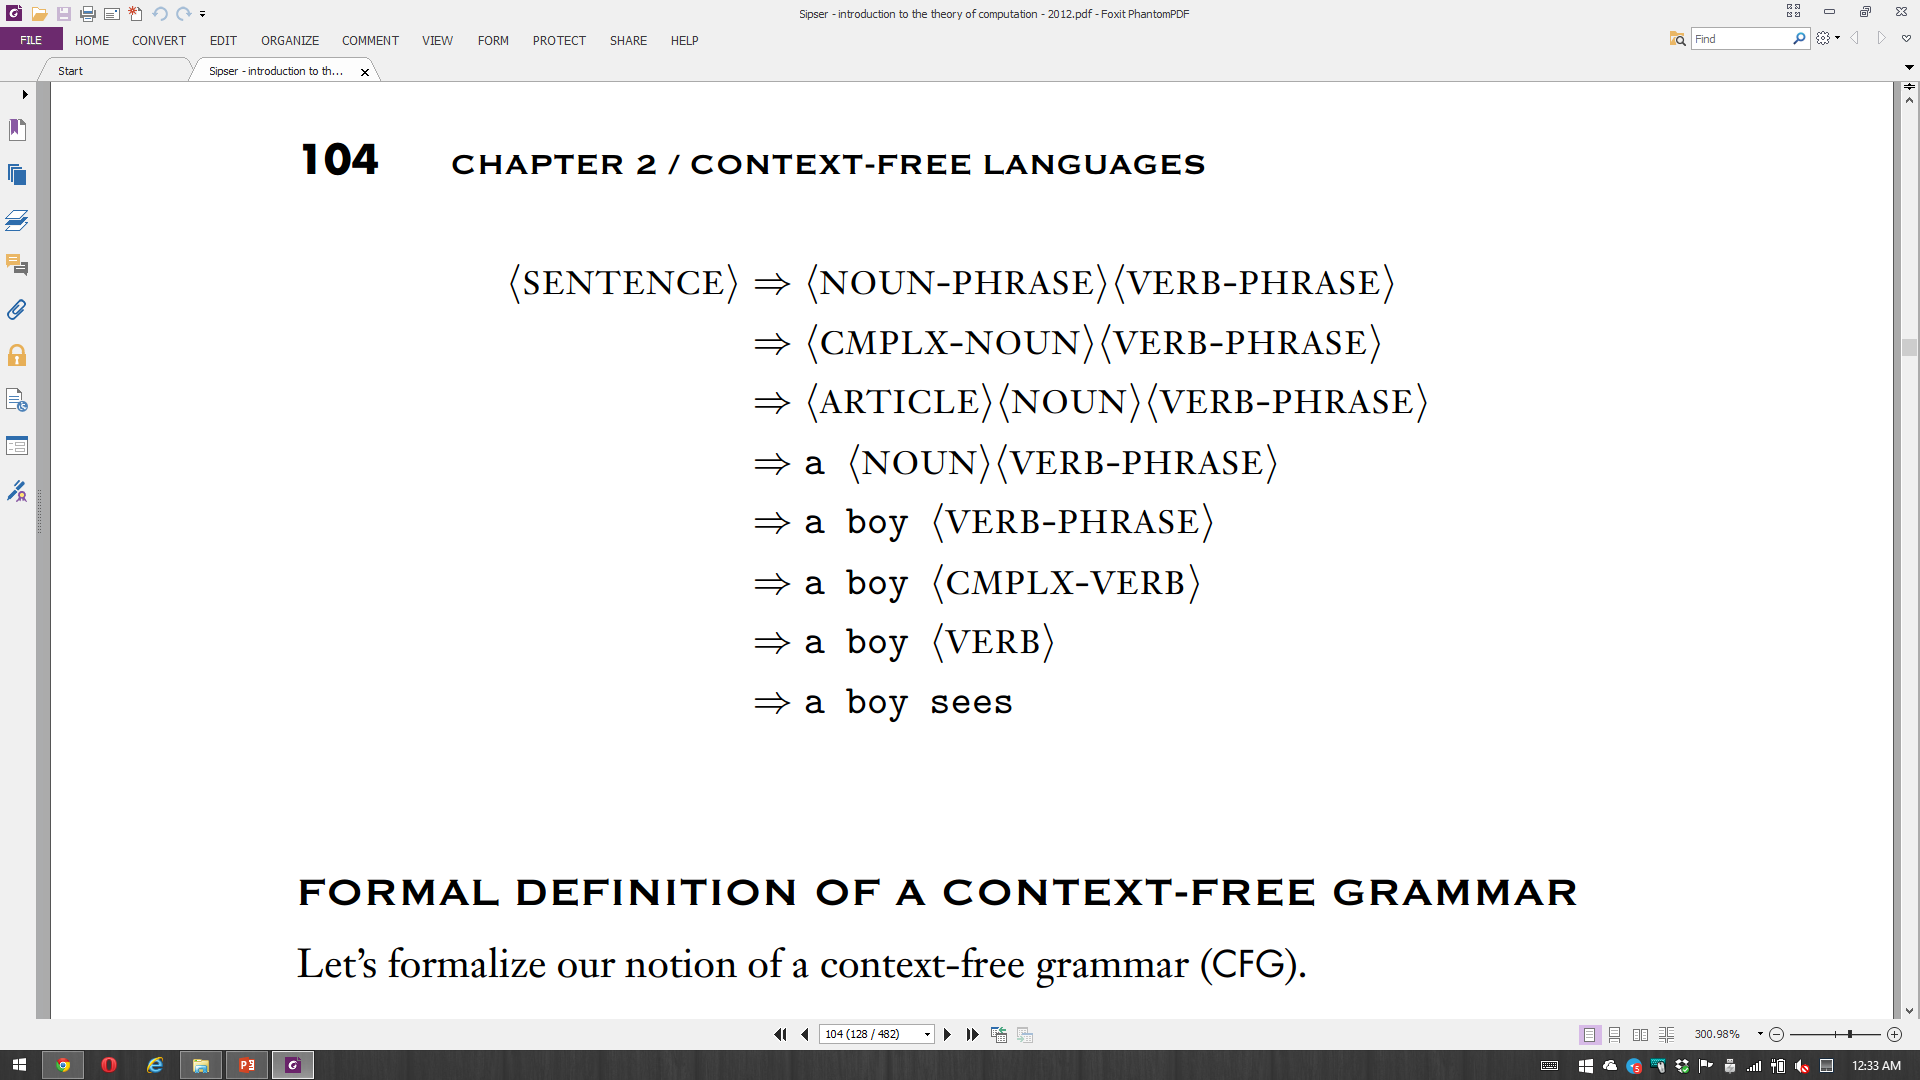 Sipser - introduction to the theory of computation - 2012.pdf - Foxit PhantomPDF
FILE HOME CONVERT EDIT ORGANIZE COMMENT VIEW FORM PROTECT SHARE HELP
Find
Start
Sipser - introduction to th...
104 CHAPTER 2 / CONTEXT-FREE LANGUAGES
⟨SENTENCE⟩ ⇒ ⟨NOUN-PHRASE⟩⟨VERB-PHRASE⟩
⇒ ⟨CMPLX-NOUN⟩⟨VERB-PHRASE⟩
⇒ ⟨ARTICLE⟩⟨NOUN⟩⟨VERB-PHRASE⟩
⇒ a ⟨NOUN⟩⟨VERB-PHRASE⟩
⇒ a boy ⟨VERB-PHRASE⟩
⇒ a boy ⟨CMPLX-VERB⟩
⇒ a boy ⟨VERB⟩
⇒ a boy sees
FORMAL DEFINITION OF A CONTEXT-FREE GRAMMAR
Let's formalize our notion of a context-free grammar (CFG).
104 (128 / 482)
300.98%
12:33 AM